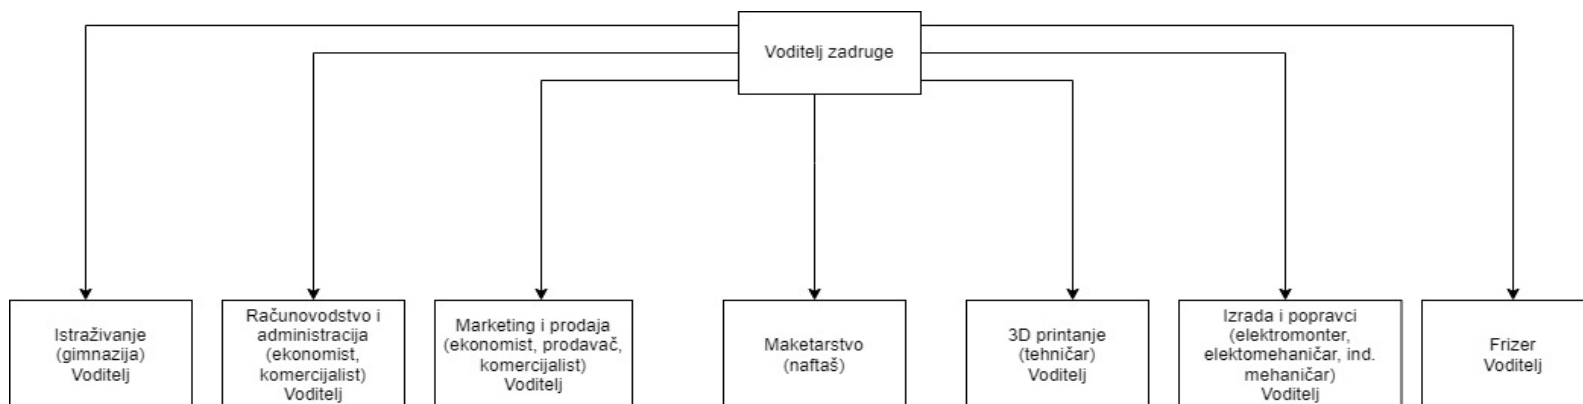 Voditelj zadruge
Istraživanje
(gimnazija)
Voditelj
Računovodstvo i
administracija
(ekonomist,
komercijalist)
Voditelj
Marketing i prodaja
(ekonomist, prodavač,
komercijalist)
Voditelj
Maketarstvo
(naftaš)
3D printanje
(tehničar)
Voditelj
Izrada i popravci
(elektromonter,
elektomehaničar, ind.
mehaničar)
Voditelj
Frizer
Voditelj